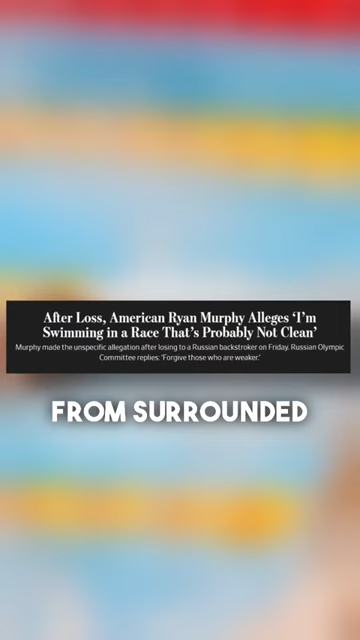 After Loss, American Ryan Murphy Alleges ‘I’m
Swimming in a Race That’s Probably Not Clean’
Murphy made the unspecific allegation after losing to a Russian backstroker on Friday. Russian Olympic
Committee replies: ‘Forgive those who are weaker.’
FROM SURROUNDED